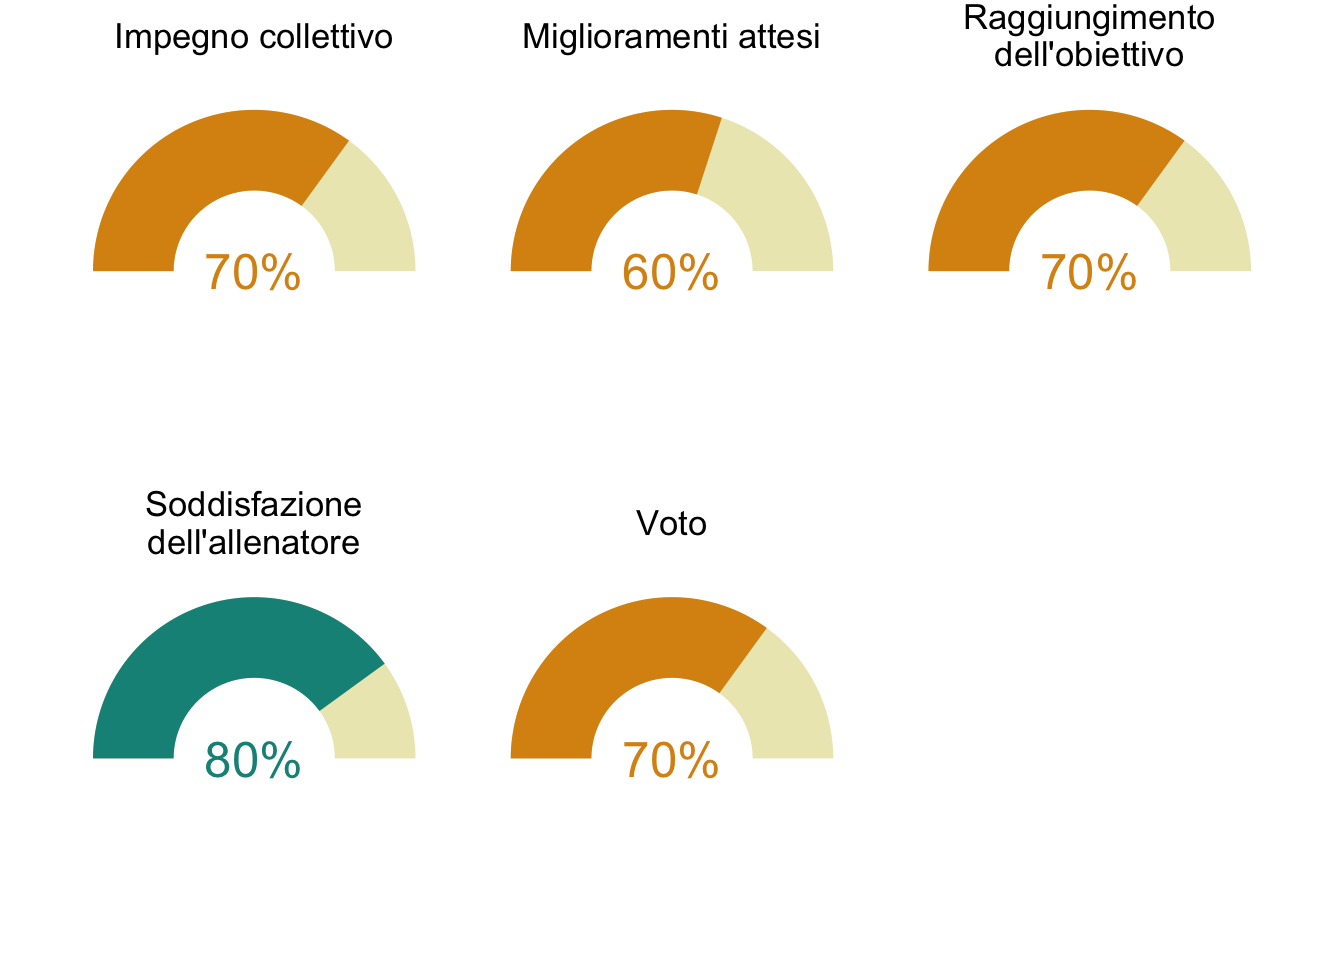 Impegno collettivo
Miglioramenti attesi
Raggiungimento
dell'obiettivo
70%
60%
70%
Soddisfazione
dell'allenatore
Voto
80%
70%